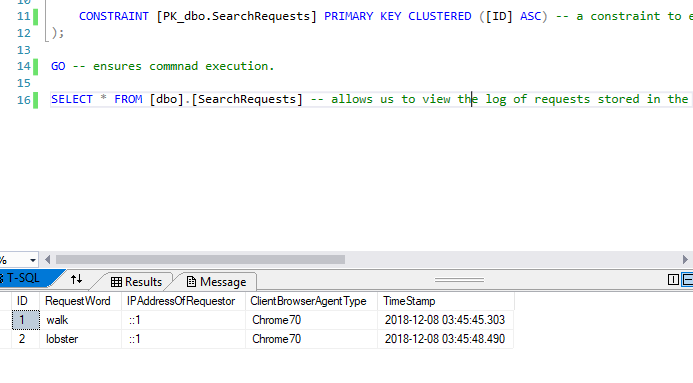 11 CONSTRAINT [PK_dbo.SearchRequests] PRIMARY KEY CLUSTERED ([ID] ASC) -- a constraint to e
12 );
13
14 GO -- ensures commnad execution.
15
16 SELECT * FROM [dbo].[SearchRequests] -- allows us to view the log of requests stored in the
%
T-SQL Results Message
ID RequestWord IPAddressOfRequestor ClientBrowserAgentType TimeStamp
1 walk ::1 Chrome70 2018-12-08 03:45:45.303
2 lobster ::1 Chrome70 2018-12-08 03:45:48.490